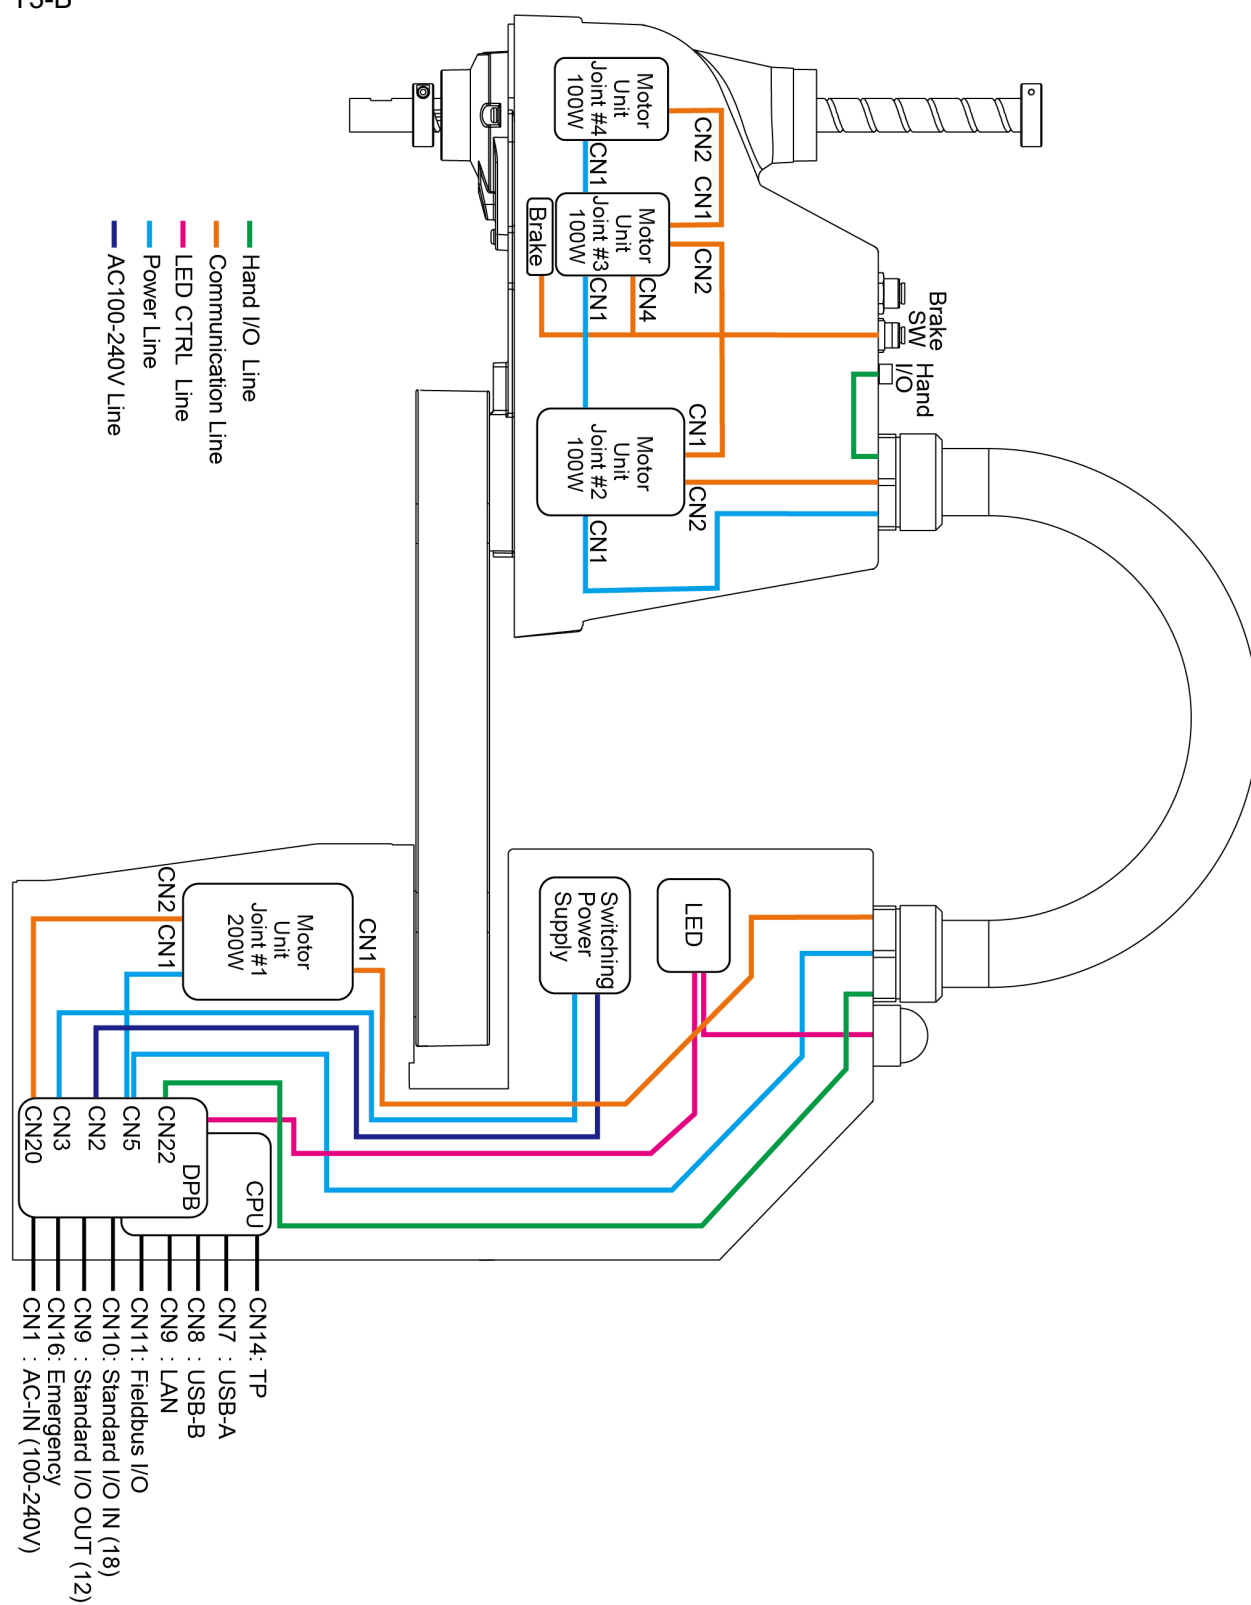 T3-B
Brake
SW
Hand
I/O
Motor
Unit
Joint #4
100W
CN2
CN1
CN1
Motor
Unit
Joint #3
100W
CN2
CN4
CN1
Brake
CN1
Motor
Unit
Joint #2
100W
CN2
CN1
LED
Switching
Power
Supply
CN1
Motor
Unit
Joint #1
200W
CN2
CN1
Hand I/O Line
Communication Line
LED CTRL Line
Power Line
AC100-240V Line
CPU
DPB
CN22
CN5
CN2
CN3
CN20
CN14: TP
CN7 : USB-A
CN8 : USB-B
CN9 : LAN
CN11: Fieldbus I/O
CN10: Standard I/O IN (18)
CN9 : Standard I/O OUT (12)
CN16: Emergency
CN1 : AC-IN (100-240V)